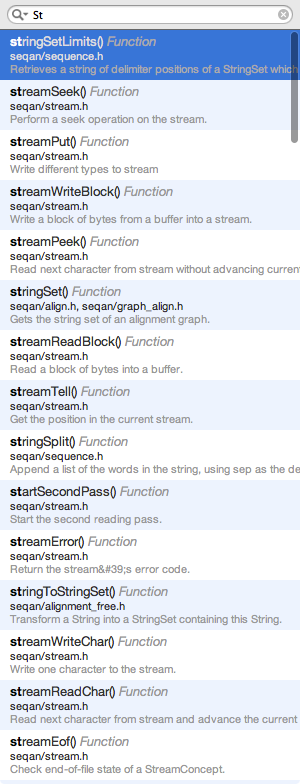 St
stringSetLimits() Function
seqan/sequence.h
Retrieves a string of delimiter positions of a StringSet which
streamSeek() Function
seqan/stream.h
Perform a seek operation on the stream.
streamPut() Function
seqan/stream.h
Write different types to stream
streamWriteBlock() Function
seqan/stream.h
Write a block of bytes from a buffer into a stream.
streamPeek() Function
seqan/stream.h
Read next character from stream without advancing current
stringSet() Function
seqan/align.h, seqan/graph_align.h
Gets the string set of an alignment graph.
streamReadBlock() Function
seqan/stream.h
Read a block of bytes into a buffer.
streamTell() Function
seqan/stream.h
Get the position in the current stream.
stringSplit() Function
seqan/sequence.h
Append a list of the words in the string, using sep as the de
startSecondPass() Function
seqan/stream.h
Start the second reading pass.
streamError() Function
seqan/stream.h
Return the stream&#39;s error code.
stringToStringSet() Function
seqan/alignment_free.h
Transform a String into a StringSet containing this String.
streamWriteChar() Function
seqan/stream.h
Write one character to the stream.
streamReadChar() Function
seqan/stream.h
Read next character from stream and advance the current
streamEof() Function
seqan/stream.h
Check end-of-file state of a StreamConcept.